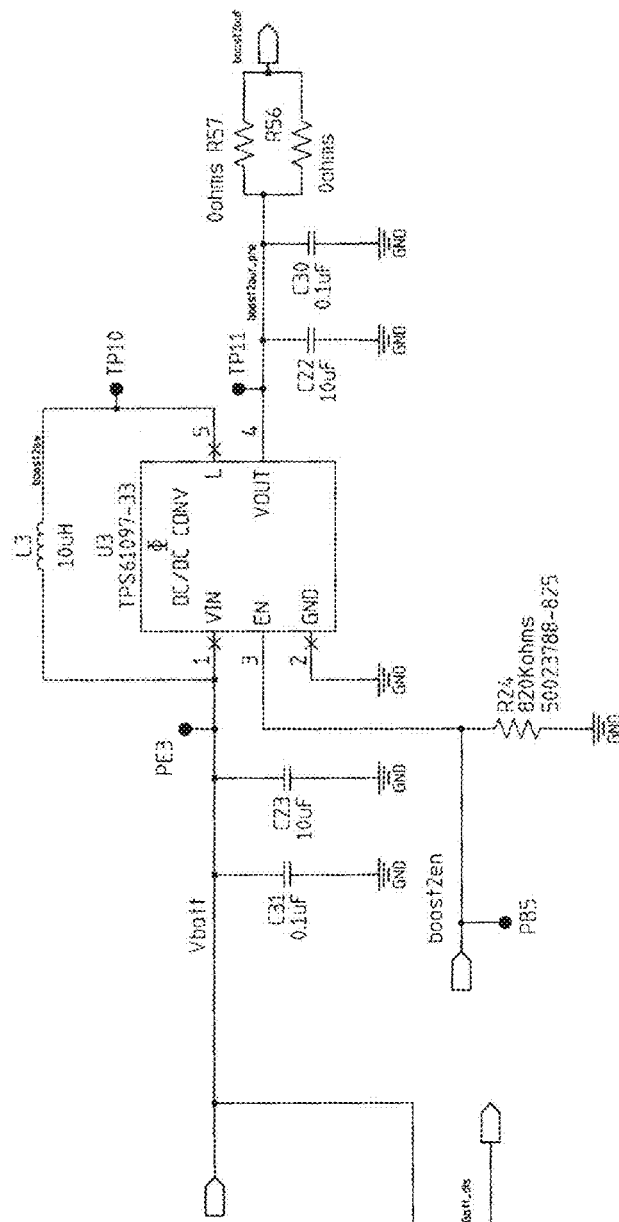 L3
10uH
boost2sw
TP10
U3
TPS61097-33
DC/DC CONV
VIN
EN
GND
L
VOUT
1
3
2
5
4
TP11
boost2out_pre
0ohms R57
R56
0ohms
boost2out
C22
10uF
GND
C30
0.1uF
GND
GND
PE3
Vbatt
C31
0.1uF
GND
C23
10uF
GND
boost2en
PB5
R24
820Kohms
50023788-825
GND